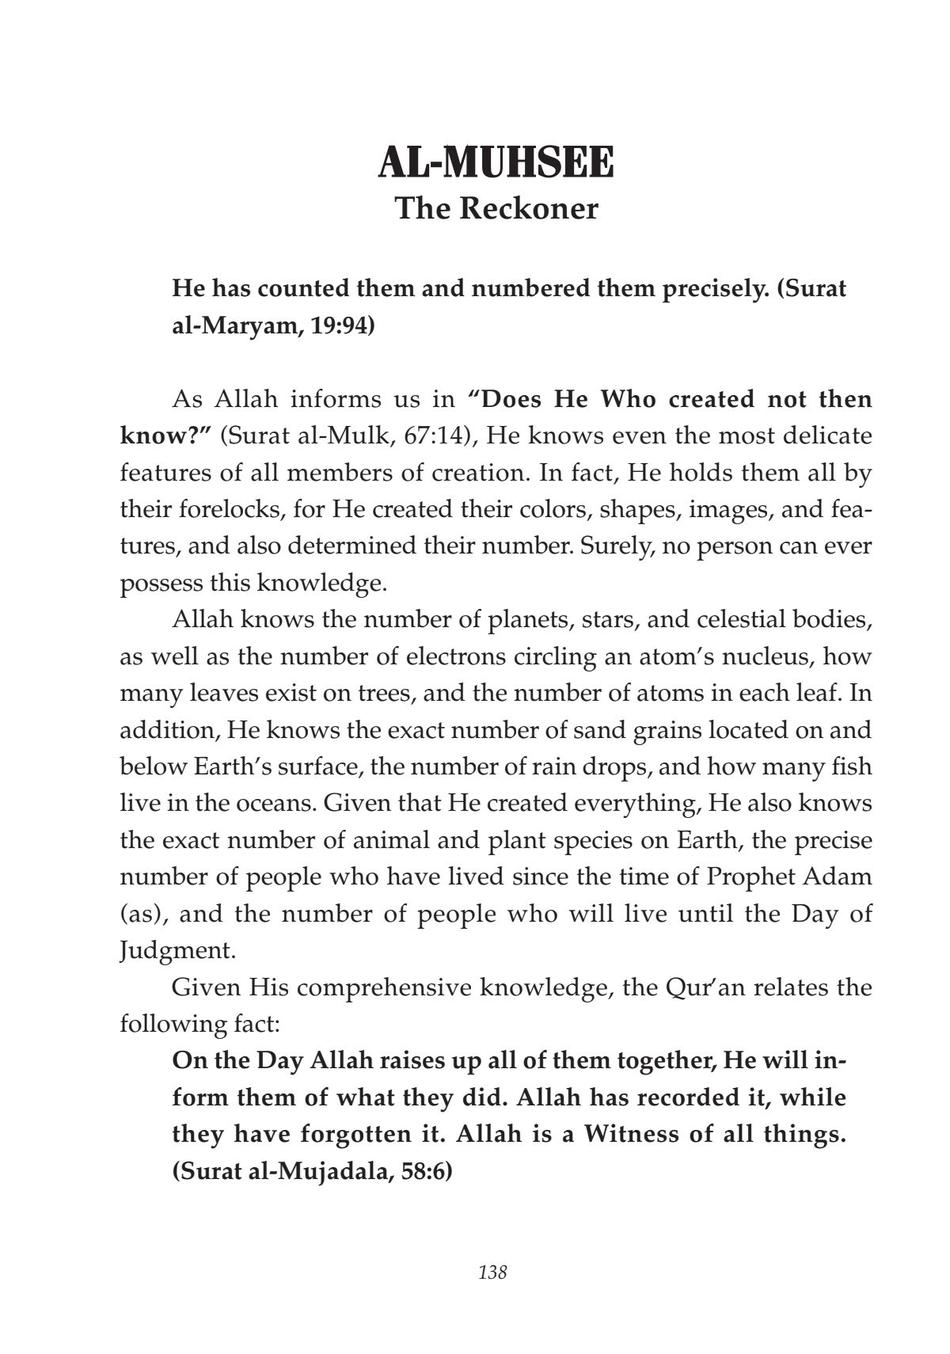 AL-MUHSEE
The Reckoner
He has counted them and numbered them precisely. (Surat
al-Maryam, 19:94)
As Allah informs us in “Does He Who created not then
know?” (Surat al-Mulk, 67:14), He knows even the most delicate
features of all members of creation. In fact, He holds them all by
their forelocks, for He created their colors, shapes, images, and fea-
tures, and also determined their number. Surely, no person can ever
possess this knowledge.
Allah knows the number of planets, stars, and celestial bodies,
as well as the number of electrons circling an atom’s nucleus, how
many leaves exist on trees, and the number of atoms in each leaf. In
addition, He knows the exact number of sand grains located on and
below Earth’s surface, the number of rain drops, and how many fish
live in the oceans. Given that He created everything, He also knows
the exact number of animal and plant species on Earth, the precise
number of people who have lived since the time of Prophet Adam
(as), and the number of people who will live until the Day of
Judgment.
Given His comprehensive knowledge, the Qur’an relates the
following fact:
On the Day Allah raises up all of them together, He will in-
form them of what they did. Allah has recorded it, while
they have forgotten it. Allah is a Witness of all things.
(Surat al-Mujadala, 58:6)
138